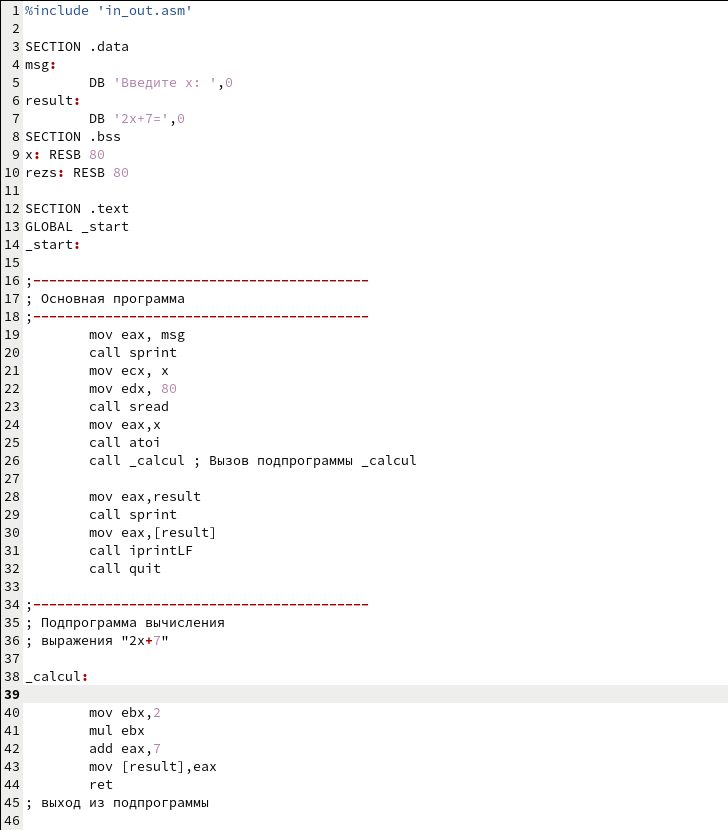 1 %include 'in_out.asm'
2
3 SECTION .data
4 msg:
5 DB 'Введите x: ',0
6 result:
7 DB '2x+7=',0
8 SECTION .bss
9 x: RESB 80
10 rezs: RESB 80
11
12 SECTION .text
13 GLOBAL _start
14 _start:
15
16 ;------------------------------------------
17 ; Основная программа
18 ;------------------------------------------
19 mov eax, msg
20 call sprint
21 mov ecx, x
22 mov edx, 80
23 call sread
24 mov eax,x
25 call atoi
26 call _calcul ; Вызов подпрограммы _calcul
27
28 mov eax,result
29 call sprint
30 mov eax,[result]
31 call iprintLF
32 call quit
33
34 ;------------------------------------------
35 ; Подпрограмма вычисления
36 ; выражения "2x+7"
37
38 _calcul:
39
40 mov ebx,2
41 mul ebx
42 add eax,7
43 mov [result],eax
44 ret
45 ; выход из подпрограммы
46